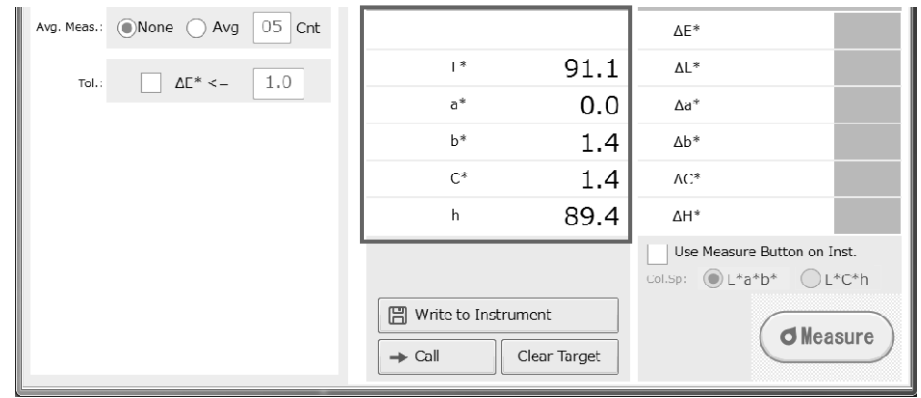 Avg. Meas.: None Avg 05 Cnt
Tol.: ΔE* <= 1.0
L* 91.1
a* 0.0
b* 1.4
C* 1.4
h 89.4
Write to Instrument
Call Clear Target
ΔE*
ΔL*
Δa*
Δb*
ΔC*
ΔH*
Use Measure Button on Inst.
Col.Sp: L*a*b* L*C*h
Measure